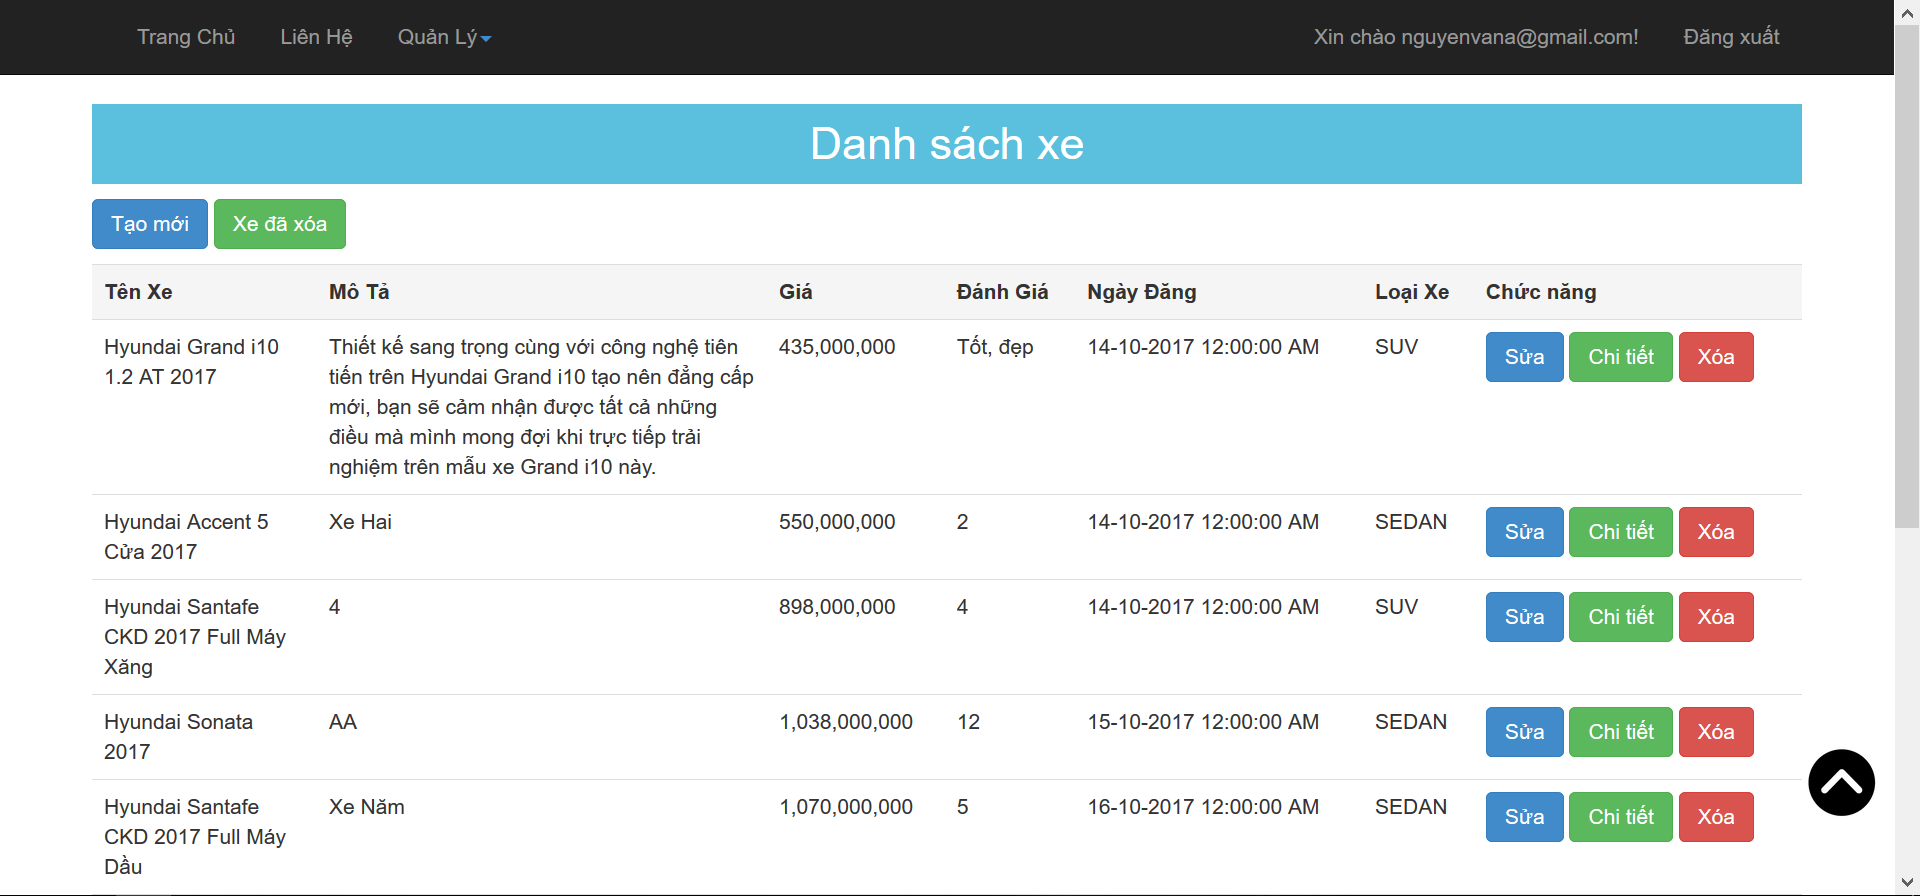 Trang Chủ Liên Hệ Quản Lý Xin chào nguyenvana@gmail.com! Đăng xuất
Danh sách xe
Tạo mới Xe đã xóa
Tên Xe Mô Tả Giá Đánh Giá Ngày Đăng Loại Xe Chức năng
Hyundai Grand i10 Thiết kế sang trọng cùng với công nghệ tiên 435,000,000 Tốt, đẹp 14-10-2017 12:00:00 AM SUV Sửa Chi tiết Xóa
1.2 AT 2017 tiến trên Hyundai Grand i10 tạo nên đẳng cấp
mới, bạn sẽ cảm nhận được tất cả những
điều mà mình mong đợi khi trực tiếp trải
nghiệm trên mẫu xe Grand i10 này.
Hyundai Accent 5 Xe Hai 550,000,000 2 14-10-2017 12:00:00 AM SEDAN Sửa Chi tiết Xóa
Cửa 2017
Hyundai Santafe 4 898,000,000 4 14-10-2017 12:00:00 AM SUV Sửa Chi tiết Xóa
CKD 2017 Full Máy
Xăng
Hyundai Sonata AA 1,038,000,000 12 15-10-2017 12:00:00 AM SEDAN Sửa Chi tiết Xóa
2017
Hyundai Santafe Xe Năm 1,070,000,000 5 16-10-2017 12:00:00 AM SEDAN Sửa Chi tiết Xóa
CKD 2017 Full Máy
Dầu